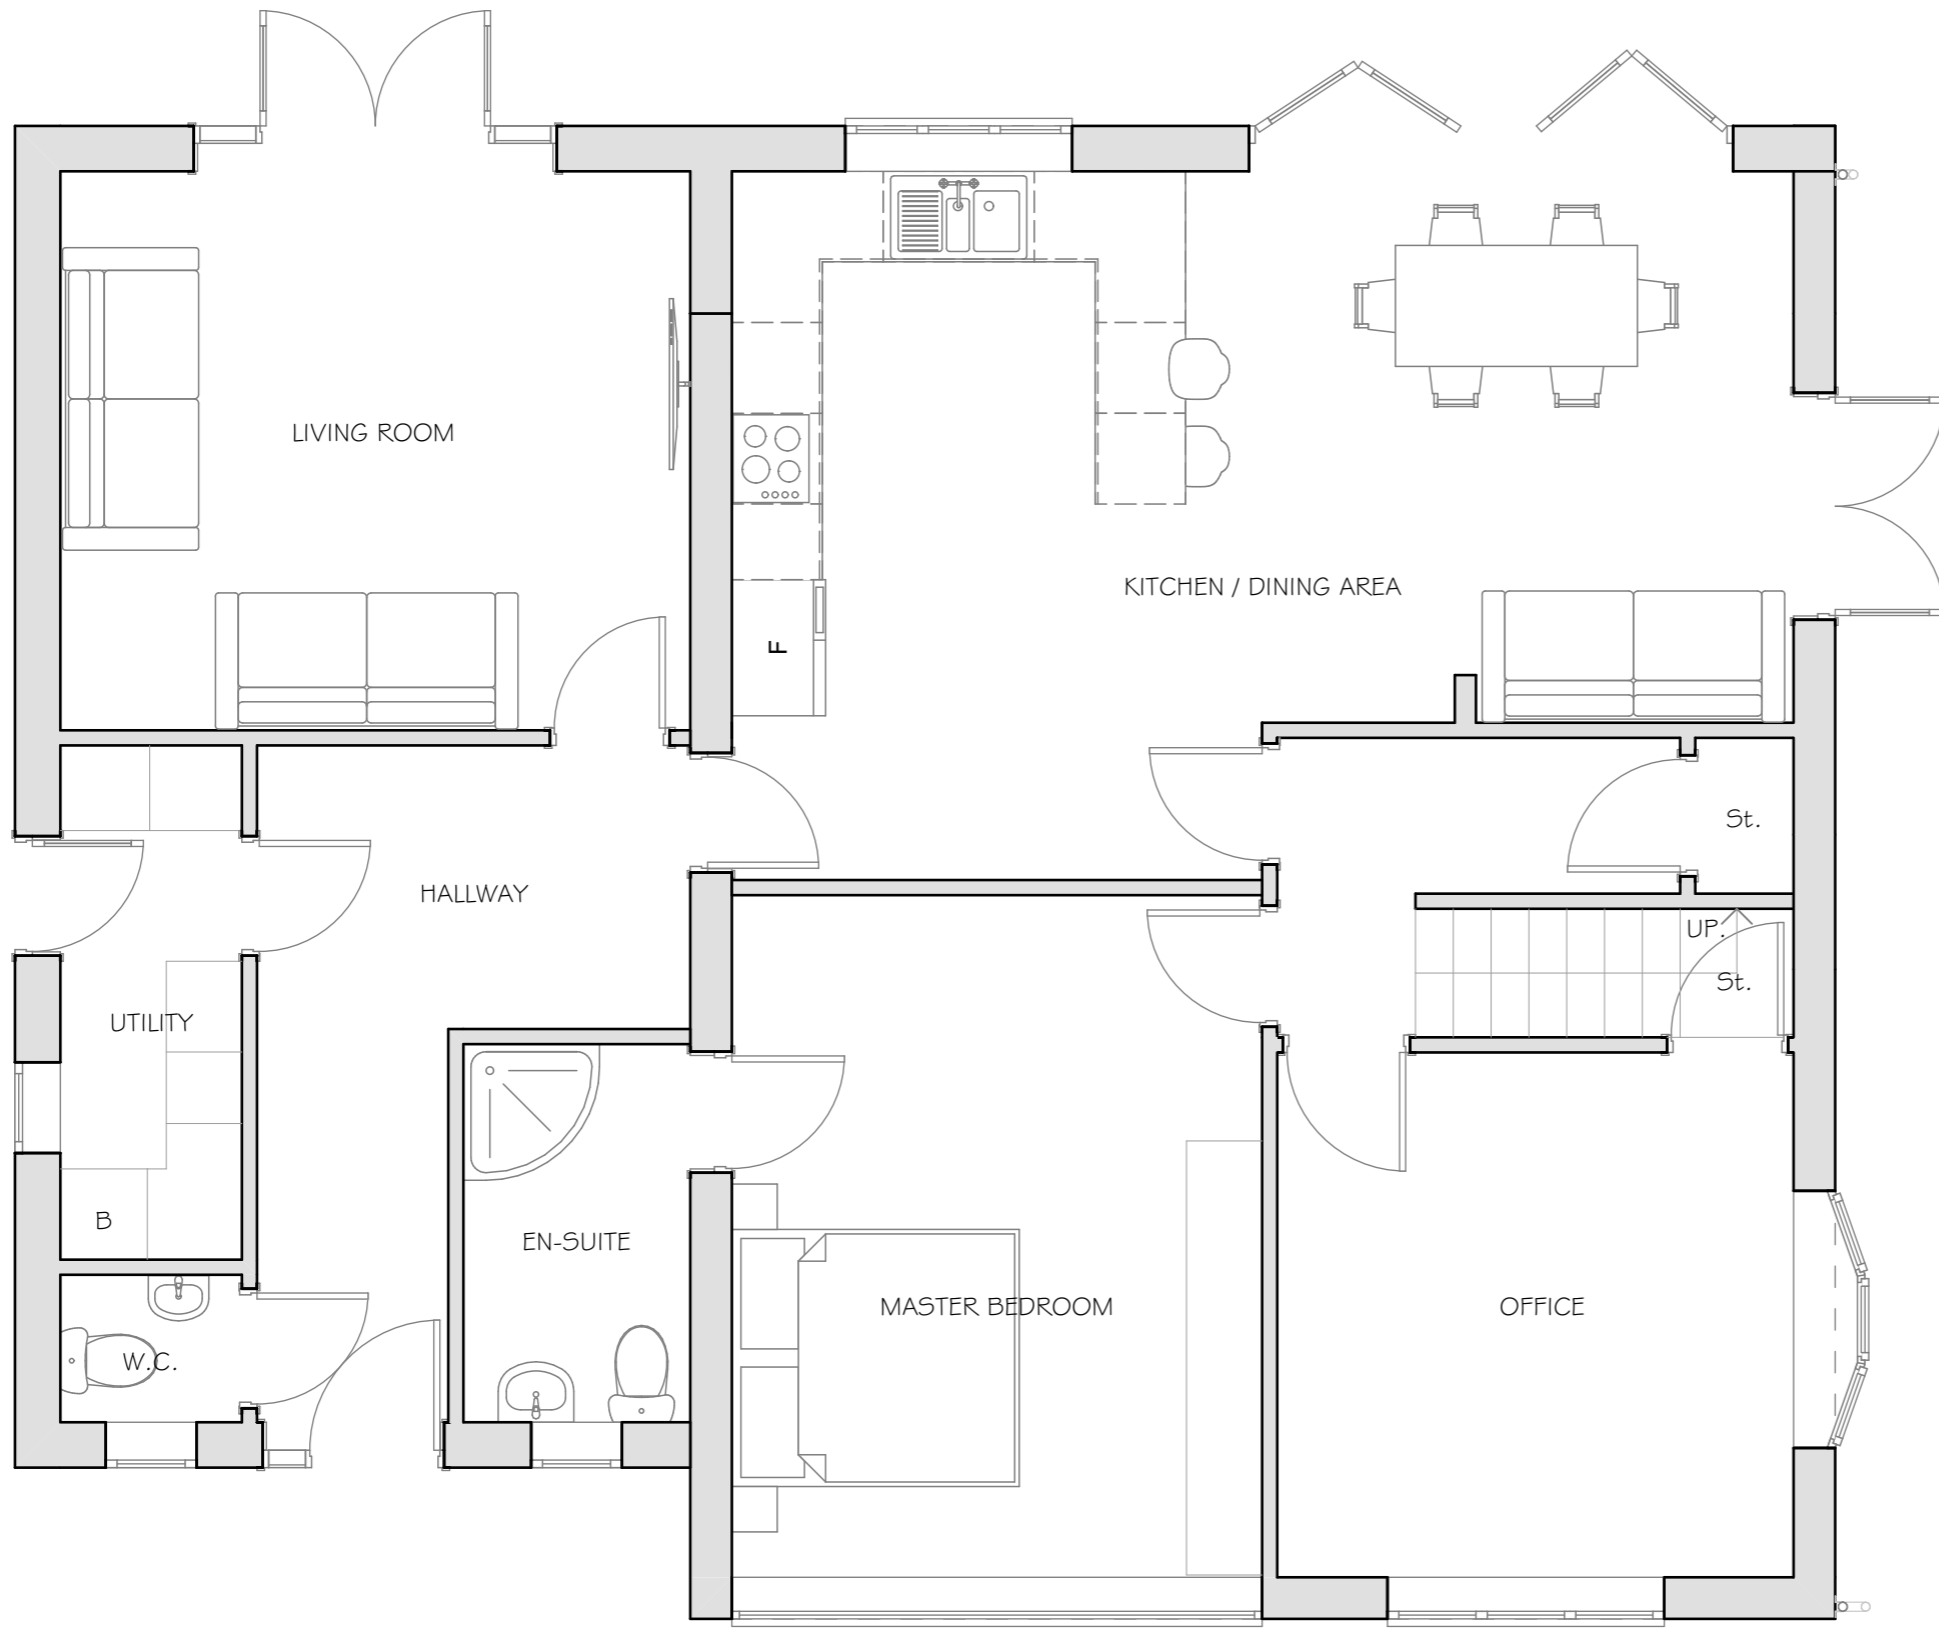 LIVING ROOM
KITCHEN / DINING AREA
F
St.
HALLWAY
UP.
St.
UTILITY
B
EN-SUITE
MASTER BEDROOM
OFFICE
W.C.